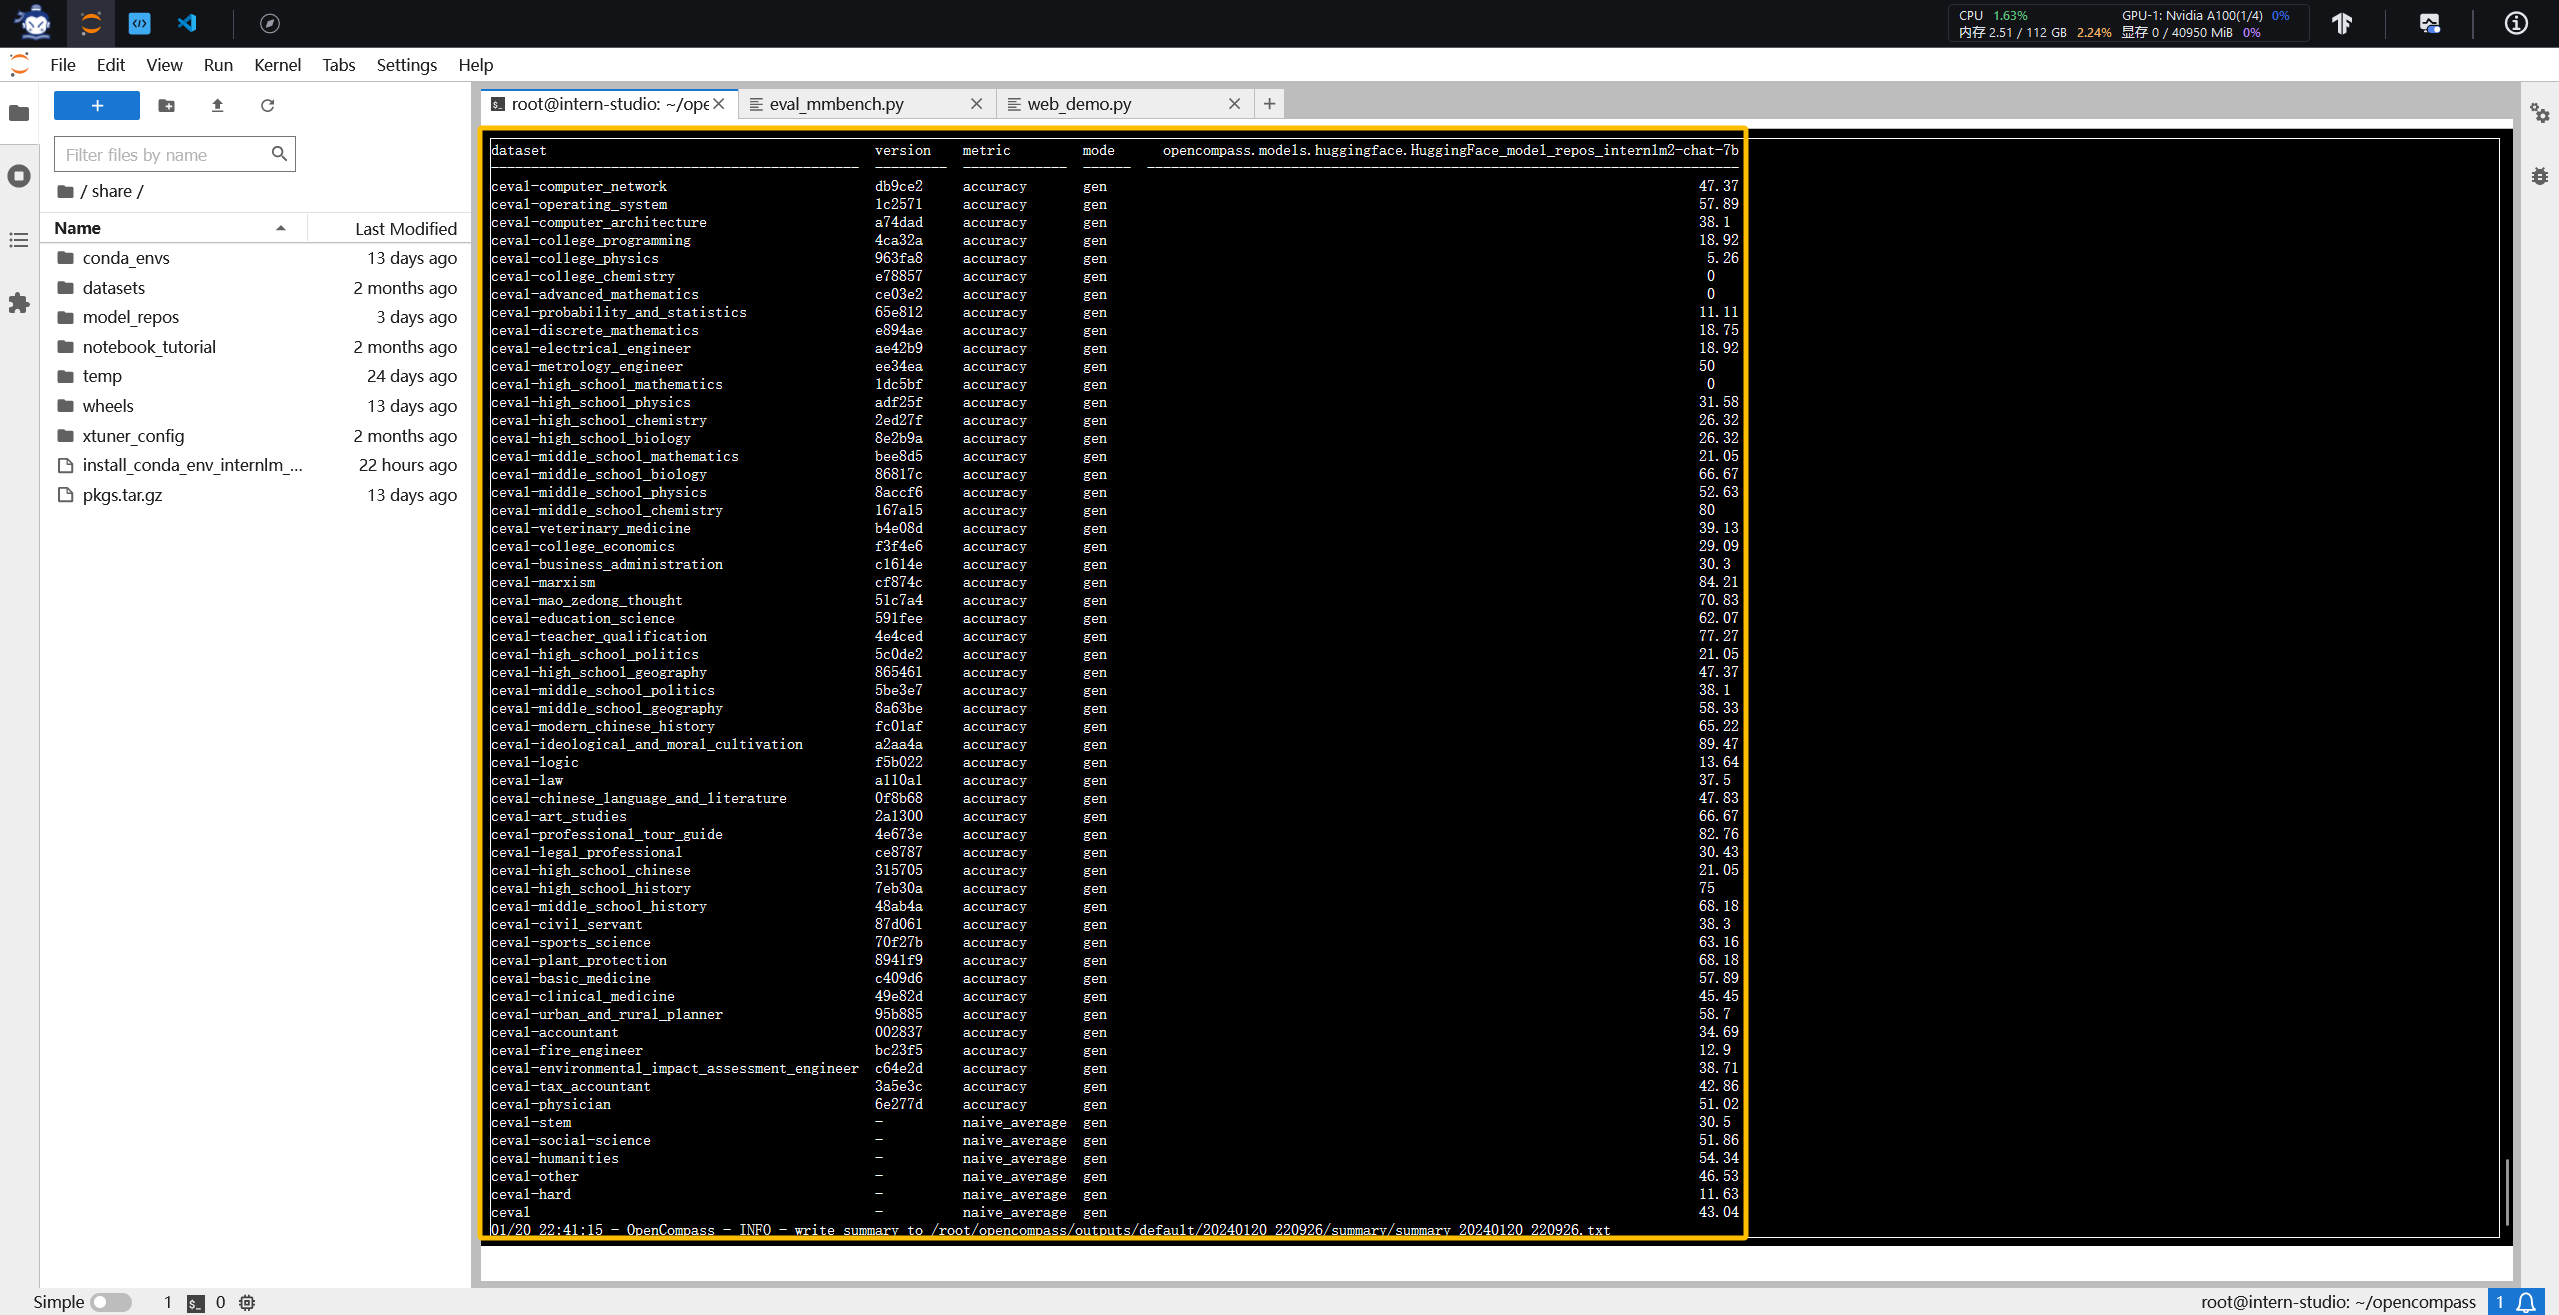 CPU 1.63% GPU-1: Nvidia A100(1/4) 0%
内存 2.51 / 112 GB 2.24% 显存 0 / 40950 MiB 0%
File Edit View Run Kernel Tabs Settings Help
root@intern-studio: ~/ope eval_mmbench.py web_demo.py
Filter files by name
/ share /
Name Last Modified
conda_envs 13 days ago
datasets 2 months ago
model_repos 3 days ago
notebook_tutorial 2 months ago
temp 24 days ago
wheels 13 days ago
xtuner_config 2 months ago
install_conda_env_internlm_... 22 hours ago
pkgs.tar.gz 13 days ago
dataset version metric mode opencompass.models.huggingface.HuggingFace_model_repos_internlm2-chat-7b
ceval-computer_network db9ce2 accuracy gen 47.37
ceval-operating_system 1c2571 accuracy gen 57.89
ceval-computer_architecture a74dad accuracy gen 38.1
ceval-college_programming 4ca32a accuracy gen 18.92
ceval-college_physics 963fa8 accuracy gen 5.26
ceval-college_chemistry e78857 accuracy gen 0
ceval-advanced_mathematics ce03e2 accuracy gen 0
ceval-probability_and_statistics 65e812 accuracy gen 11.11
ceval-discrete_mathematics e894ae accuracy gen 18.75
ceval-electrical_engineer ae42b9 accuracy gen 18.92
ceval-metrology_engineer ee34ea accuracy gen 50
ceval-high_school_mathematics 1dc5bf accuracy gen 0
ceval-high_school_physics adf25f accuracy gen 31.58
ceval-high_school_chemistry 2ed27f accuracy gen 26.32
ceval-high_school_biology 8e2b9a accuracy gen 26.32
ceval-middle_school_mathematics bee8d5 accuracy gen 21.05
ceval-middle_school_biology 86817c accuracy gen 66.67
ceval-middle_school_physics 8accf6 accuracy gen 52.63
ceval-middle_school_chemistry 167a15 accuracy gen 80
ceval-veterinary_medicine b4e08d accuracy gen 39.13
ceval-college_economics f3f4e6 accuracy gen 29.09
ceval-business_administration c1614e accuracy gen 30.3
ceval-marxism cf874c accuracy gen 84.21
ceval-mao_zedong_thought 51c7a4 accuracy gen 70.83
ceval-education_science 591fee accuracy gen 62.07
ceval-teacher_qualification 4e4ced accuracy gen 77.27
ceval-high_school_politics 5c0de2 accuracy gen 21.05
ceval-high_school_geography 865461 accuracy gen 47.37
ceval-middle_school_politics 5be3e7 accuracy gen 38.1
ceval-middle_school_geography 8a63be accuracy gen 58.33
ceval-modern_chinese_history fc01af accuracy gen 65.22
ceval-ideological_and_moral_cultivation a2aa4a accuracy gen 89.47
ceval-logic f5b022 accuracy gen 13.64
ceval-law a110a1 accuracy gen 37.5
ceval-chinese_language_and_literature 0f8b68 accuracy gen 47.83
ceval-art_studies 2a1300 accuracy gen 66.67
ceval-professional_tour_guide 4e673e accuracy gen 82.76
ceval-legal_professional ce8787 accuracy gen 30.43
ceval-high_school_chinese 315705 accuracy gen 21.05
ceval-high_school_history 7eb30a accuracy gen 75
ceval-middle_school_history 48ab4a accuracy gen 68.18
ceval-civil_servant 87d061 accuracy gen 38.3
ceval-sports_science 70f27b accuracy gen 63.16
ceval-plant_protection 8941f9 accuracy gen 68.18
ceval-basic_medicine c409d6 accuracy gen 57.89
ceval-clinical_medicine 49e82d accuracy gen 45.45
ceval-urban_and_rural_planner 95b885 accuracy gen 58.7
ceval-accountant 002837 accuracy gen 34.69
ceval-fire_engineer bc23f5 accuracy gen 12.9
ceval-environmental_impact_assessment_engineer c64e2d accuracy gen 38.71
ceval-tax_accountant 3a5e3c accuracy gen 42.86
ceval-physician 6e277d accuracy gen 51.02
ceval-stem - naive_average gen 30.5
ceval-social-science - naive_average gen 51.86
ceval-humanities - naive_average gen 54.34
ceval-other - naive_average gen 46.53
ceval-hard - naive_average gen 11.63
ceval - naive_average gen 43.04
01/20 22:41:15 - OpenCompass - INFO - write summary to /root/opencompass/outputs/default/20240120_220926/summary/summary_20240120_220926.txt
Simple 1 0 root@intern-studio: ~/opencompass 1